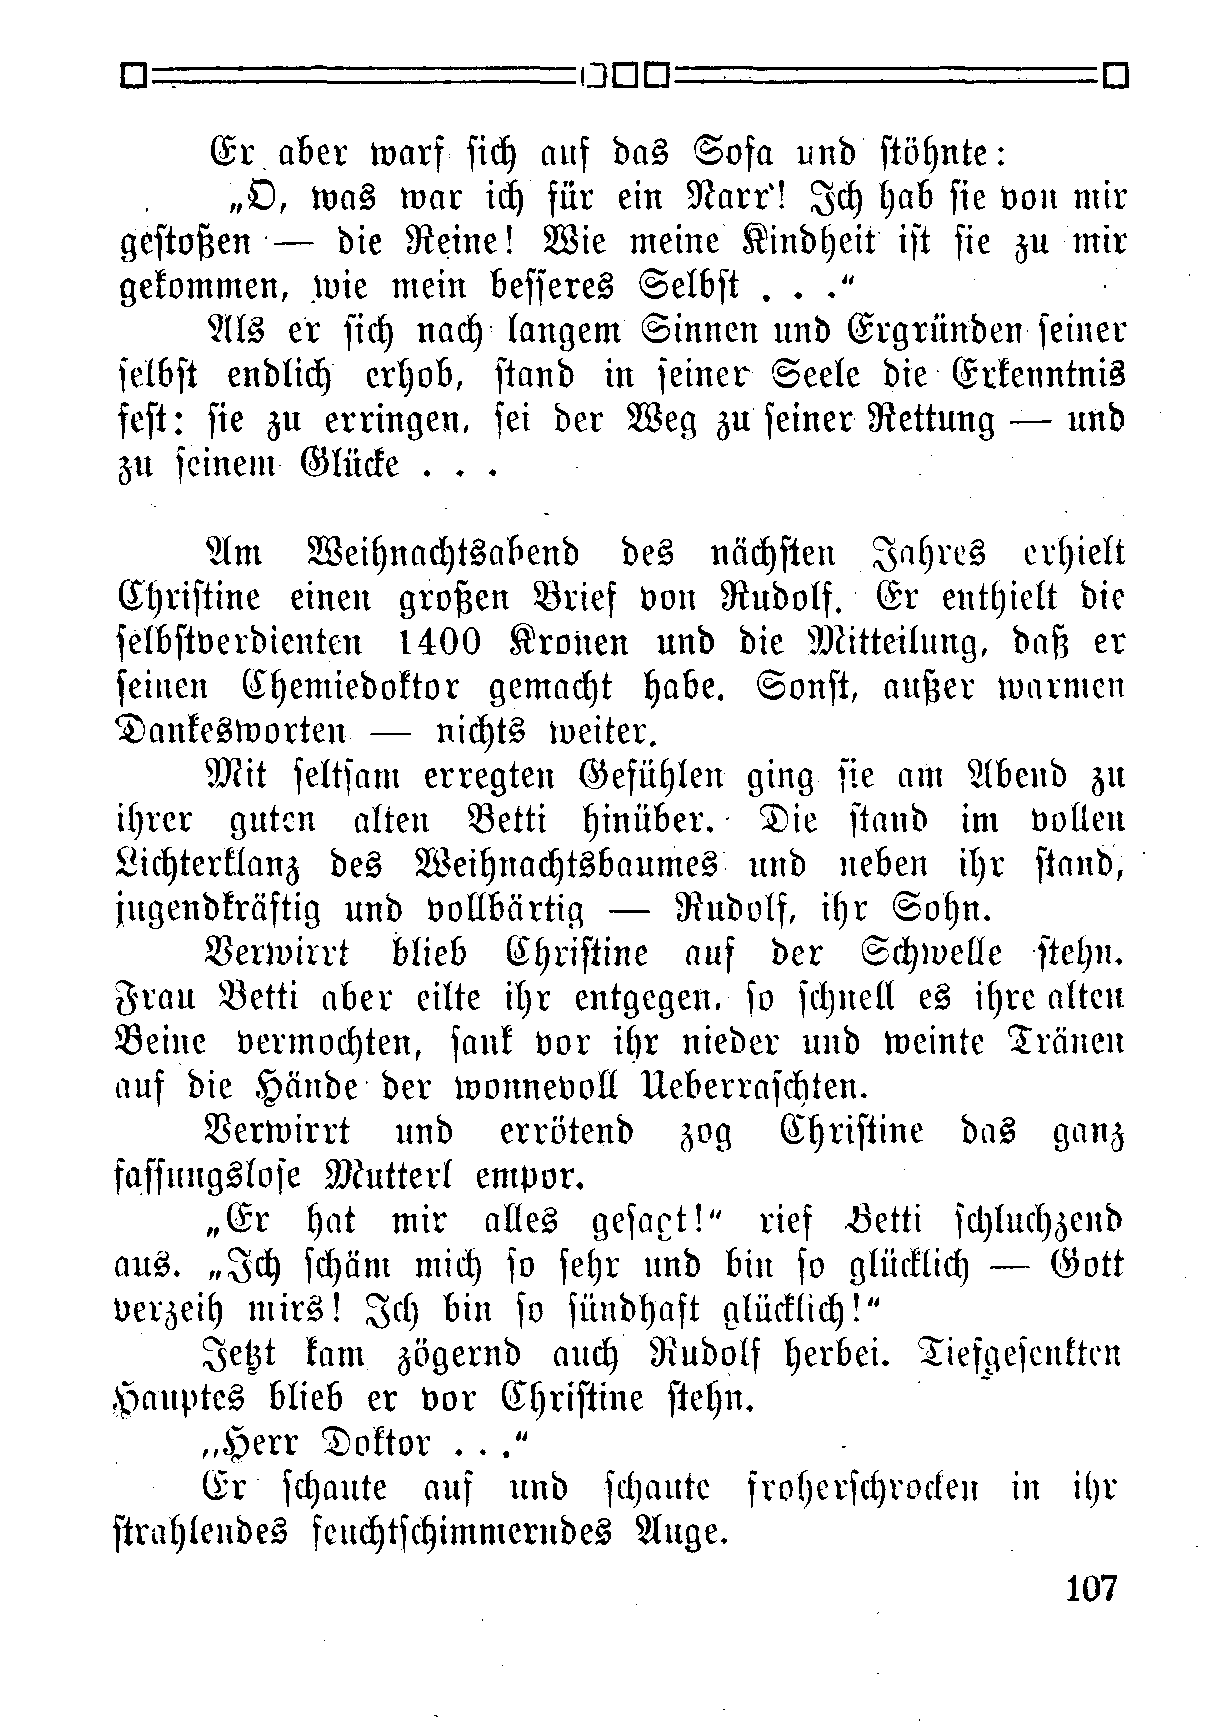 Er aber warf sich auf das Sofa und stöhnte:
„O, was war ich für ein Narr! Ich hab sie von mir
gestoßen — die Reine! Wie meine Kindheit ist sie zu mir
gekommen, wie mein besseres Selbst . . .“
Als er sich nach langem Sinnen und Ergründen seiner
selbst endlich erhob, stand in seiner Seele die Erkenntnis
fest: sie zu erringen, sei der Weg zu seiner Rettung — und
zu seinem Glücke . . .
Am Weihnachtsabend des nächsten Jahres erhielt
Christine einen großen Brief von Rudolf. Er enthielt die
selbstverdienten 1400 Kronen und die Mitteilung, daß er
seinen Chemiedoktor gemacht habe. Sonst, außer warmen
Dankesworten — nichts weiter.
Mit seltsam erregten Gefühlen ging sie am Abend zu
ihrer guten alten Betti hinüber. Die stand im vollen
Lichterklanz des Weihnachtsbaumes und neben ihr stand,
jugendkräftig und vollbärtig — Rudolf, ihr Sohn.
Verwirrt blieb Christine auf der Schwelle stehn.
Frau Betti aber eilte ihr entgegen, so schnell es ihre alten
Beine vermochten, sank vor ihr nieder und weinte Tränen
auf die Hände der wonnevoll Ueberraschten.
Verwirrt und errötend zog Christine das ganz
fassungslose Mutterl empor.
„Er hat mir alles gesagt!“ rief Betti schluchzend
aus. „Ich schäm mich so sehr und bin so glücklich — Gott
verzeih mirs! Ich bin so sündhaft glücklich!“
Jetzt kam zögernd auch Rudolf herbei. Tiefgesenkten
Hauptes blieb er vor Christine stehn.
„Herr Doktor . . .“
Er schaute auf und schaute froherschrocken in ihr
strahlendes feuchtschimmerndes Auge.
107